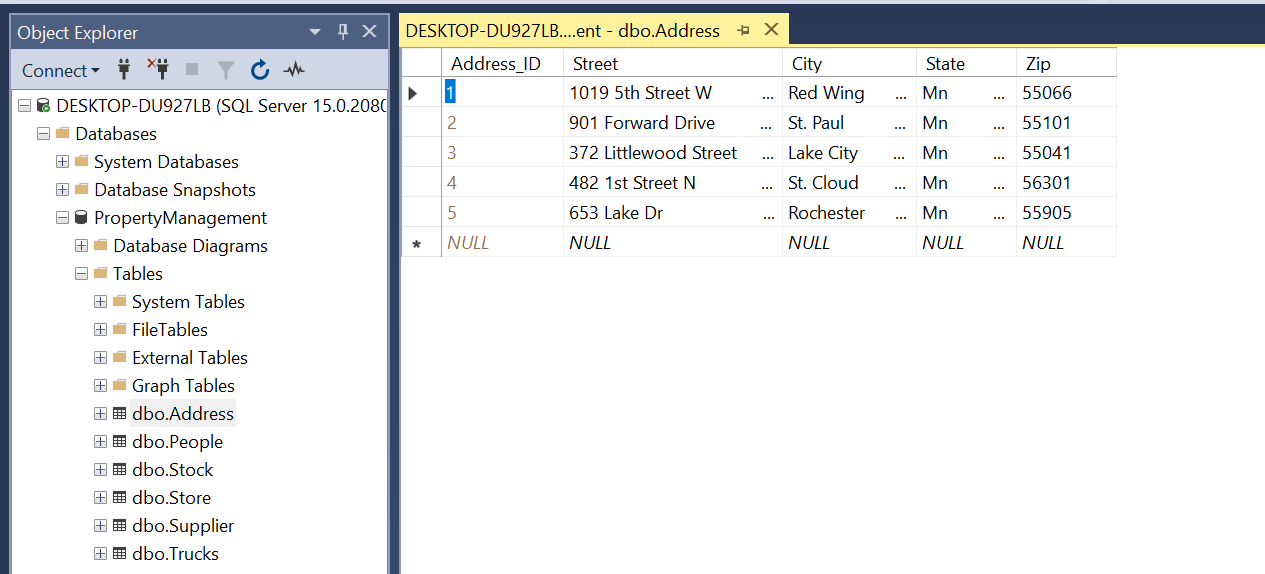 Object Explorer
Connect
DESKTOP-DU927LB (SQL Server 15.0.2080
Databases
System Databases
Database Snapshots
PropertyManagement
Database Diagrams
Tables
System Tables
FileTables
External Tables
Graph Tables
dbo.Address
dbo.People
dbo.Stock
dbo.Store
dbo.Supplier
dbo.Trucks
DESKTOP-DU927LB....ent - dbo.Address
Address_ID Street City State Zip
1 1019 5th Street W ... Red Wing ... Mn ... 55066
2 901 Forward Drive ... St. Paul ... Mn ... 55101
3 372 Littlewood Street ... Lake City ... Mn ... 55041
4 482 1st Street N ... St. Cloud ... Mn ... 56301
5 653 Lake Dr ... Rochester ... Mn ... 55905
* NULL NULL NULL NULL NULL